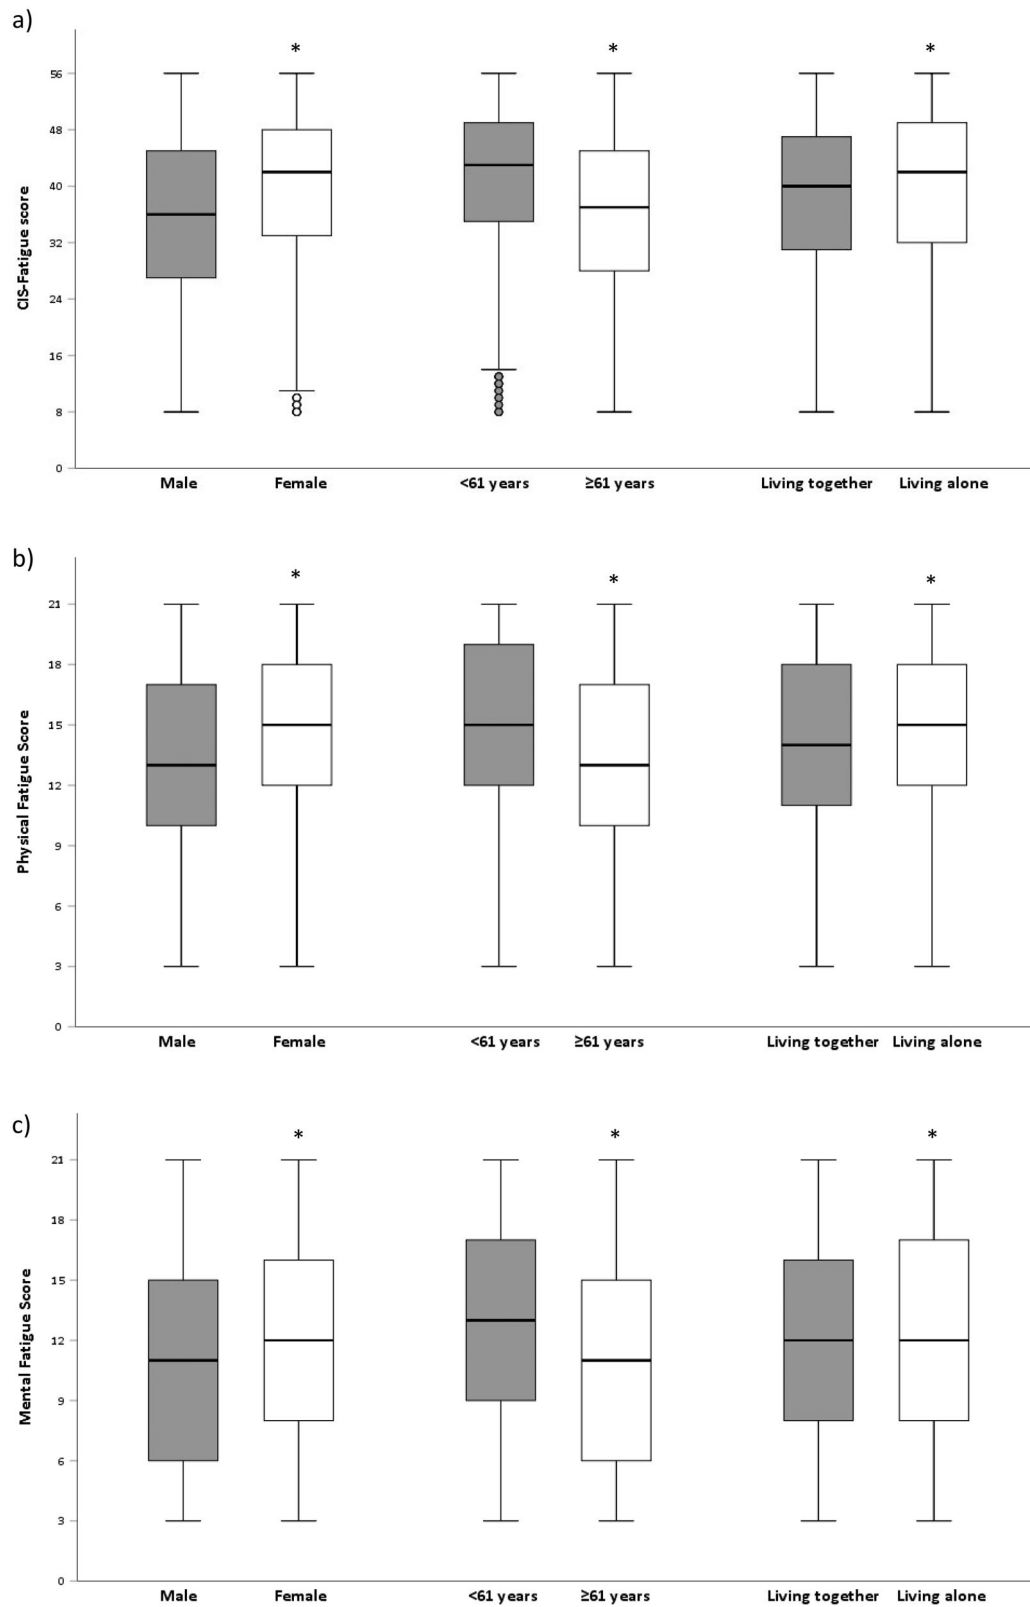 a)
* * *
56
48
40
32
24
16
8
0
CIS-Fatigue score
Male Female <61 years ≥61 years Living together Living alone
b)
* * *
21
18
15
12
9
6
3
0
Physical Fatigue Score
Male Female <61 years ≥61 years Living together Living alone
c)
* * *
21
18
15
12
9
6
3
0
Mental Fatigue Score
Male Female <61 years ≥61 years Living together Living alone